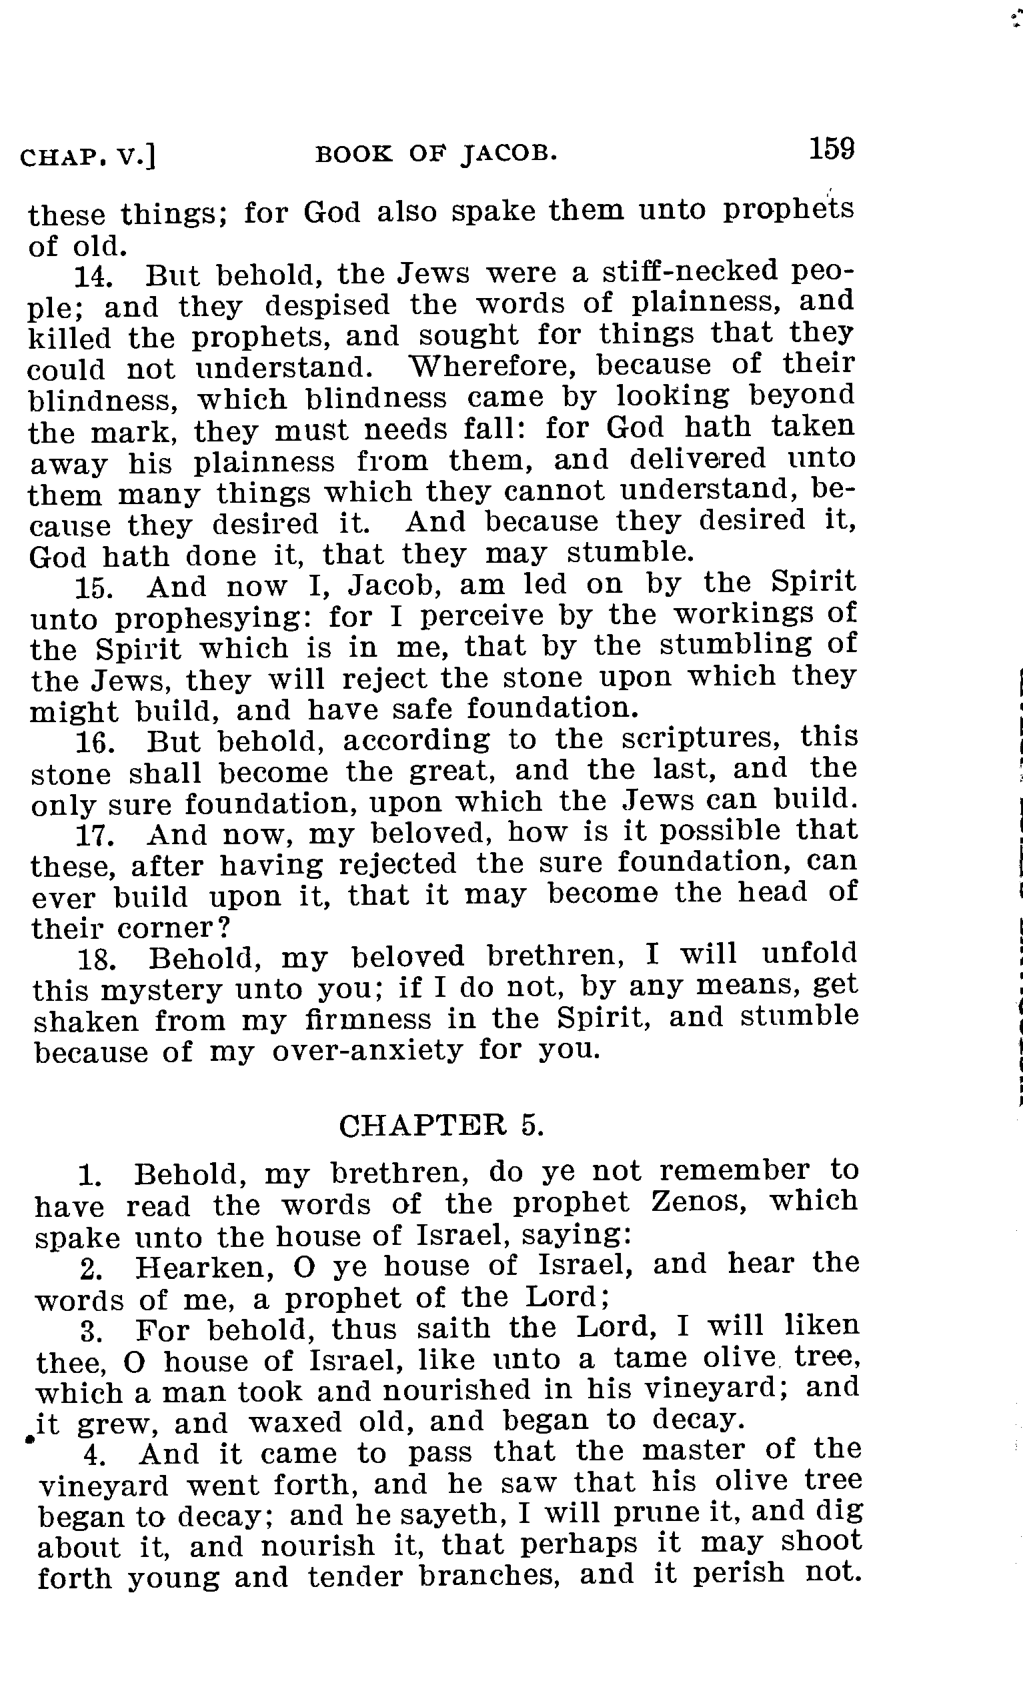 CHAP. V.] BOOK OF JACOB. 159
these things; for God also spake them unto prophets
of old.
14. But behold, the Jews were a stiff-necked peo-
ple; and they despised the words of plainness, and
killed the prophets, and sought for things that they
could not understand. Wherefore, because of their
blindness, which blindness came by looking beyond
the mark, they must needs fall: for God hath taken
away his plainness from them, and delivered unto
them many things which they cannot understand, be-
cause they desired it. And because they desired it,
God hath done it, that they may stumble.
15. And now I, Jacob, am led on by the Spirit
unto prophesying: for I perceive by the workings of
the Spirit which is in me, that by the stumbling of
the Jews, they will reject the stone upon which they
might build, and have safe foundation.
16. But behold, according to the scriptures, this
stone shall become the great, and the last, and the
only sure foundation, upon which the Jews can build.
17. And now, my beloved, how is it possible that
these, after having rejected the sure foundation, can
ever build upon it, that it may become the head of
their corner?
18. Behold, my beloved brethren, I will unfold
this mystery unto you; if I do not, by any means, get
shaken from my firmness in the Spirit, and stumble
because of my over-anxiety for you.
CHAPTER 5.
1. Behold, my brethren, do ye not remember to
have read the words of the prophet Zenos, which
spake unto the house of Israel, saying:
2. Hearken, O ye house of Israel, and hear the
words of me, a prophet of the Lord;
3. For behold, thus saith the Lord, I will liken
thee, O house of Israel, like unto a tame olive tree,
which a man took and nourished in his vineyard; and
it grew, and waxed old, and began to decay.
4. And it came to pass that the master of the
vineyard went forth, and he saw that his olive tree
began to decay; and he sayeth, I will prune it, and dig
about it, and nourish it, that perhaps it may shoot
forth young and tender branches, and it perish not.